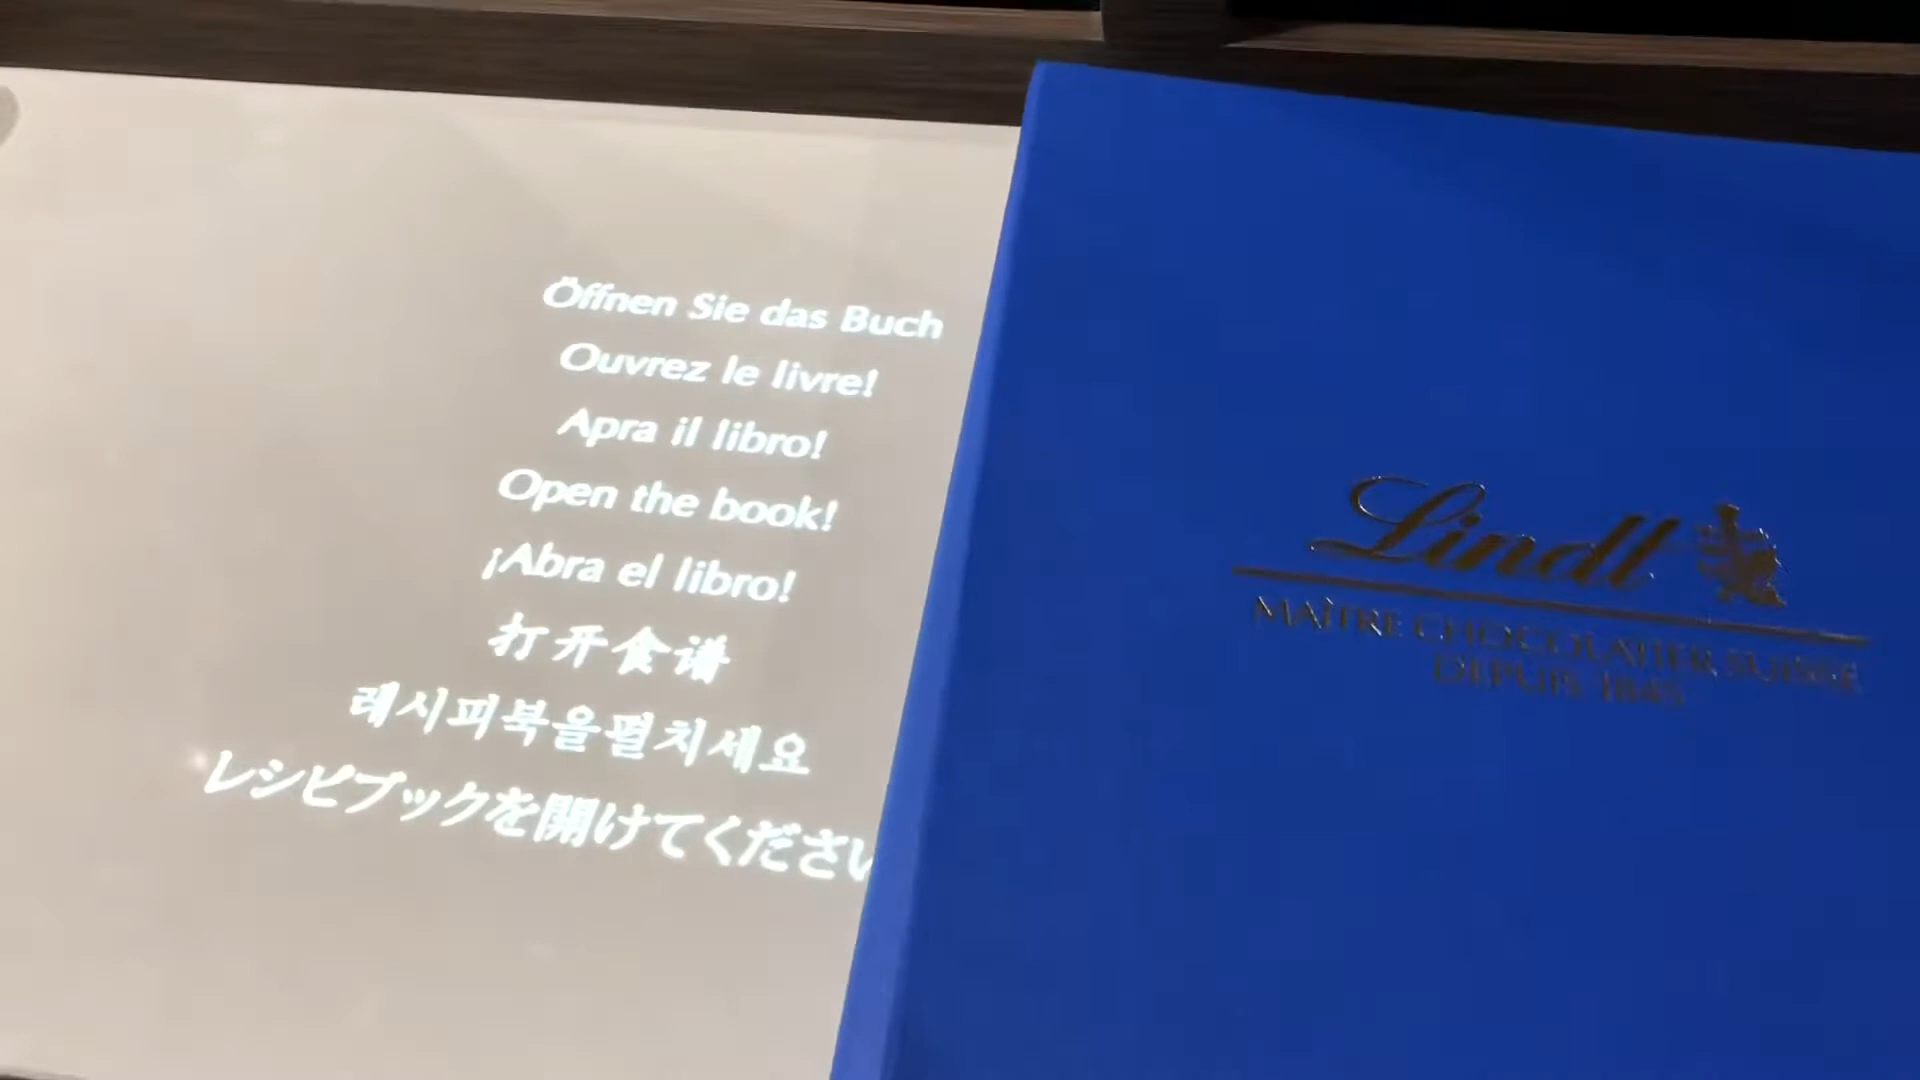 Öffnen Sie das Buch
Ouvrez le livre!
Apra il libro!
Open the book!
¡Abra el libro!
打开食谱
레시피북을펼치세요
レシピブックを開けてください
Lindt
MAÎTRE CHOCOLATIER SUISSE
DEPUIS 1845